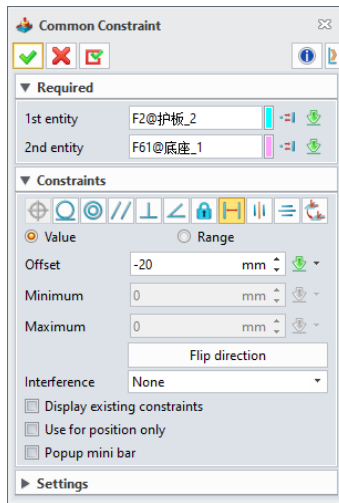 Common Constraint
Required
1st entity F2@护板_2
2nd entity F61@底座_1
Constraints
Value Range
Offset -20 mm
Minimum 0 mm
Maximum 0 mm
Flip direction
Interference None
Display existing constraints
Use for position only
Popup mini bar
Settings